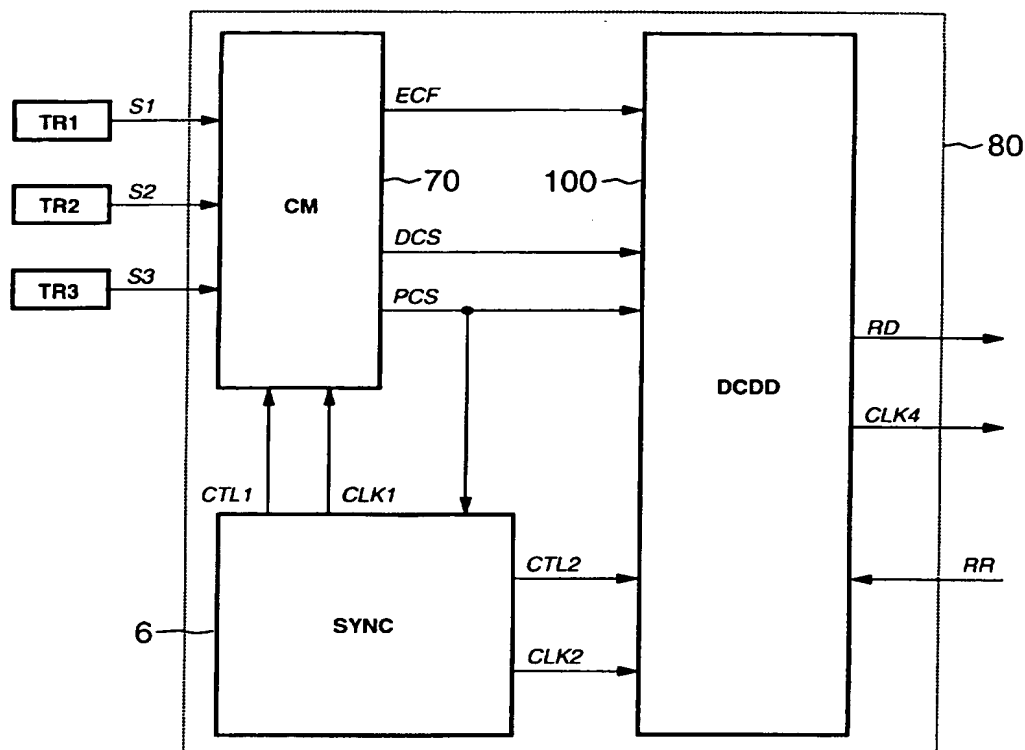 ECF
S1
TR1
80
70
100
S2
TR2
CM
DCS
S3
TR3
PCS
RD
DCDD
CLK4
CTL1
CLK1
CTL2
RR
6
SYNC
CLK2